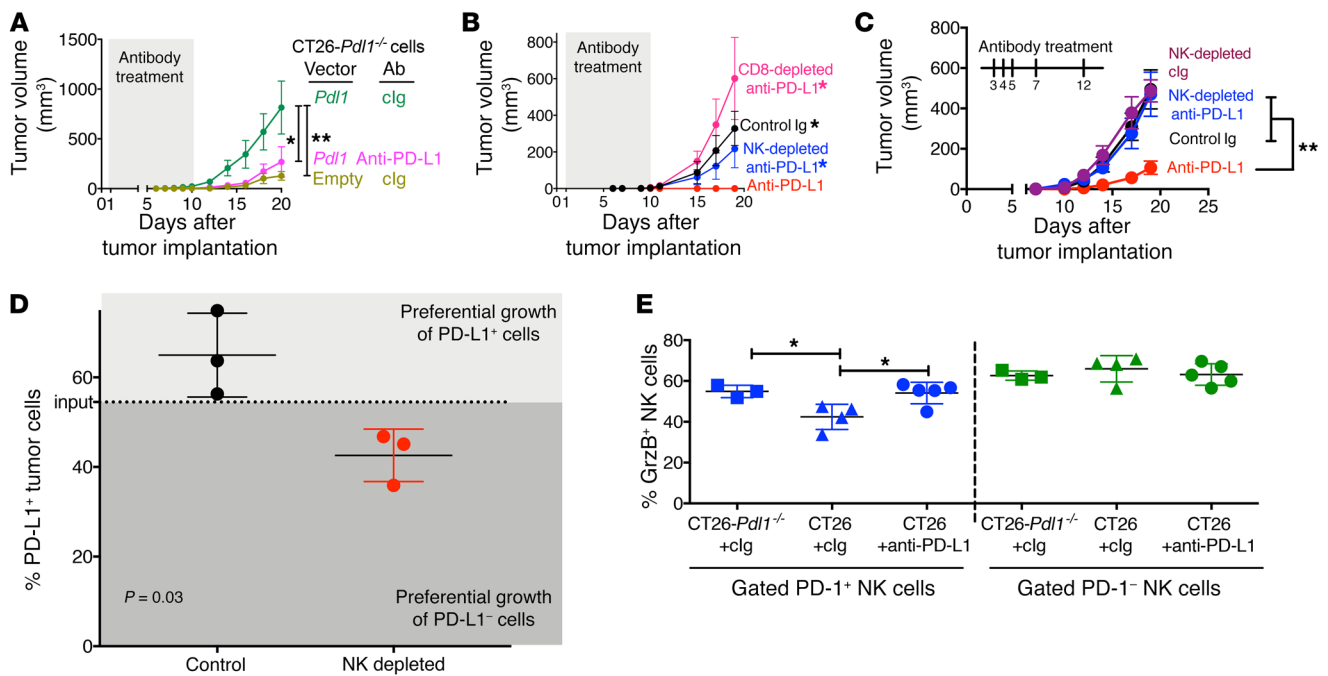 A
Tumor volume
(mm3)
1500
1000
500
0
Antibody
treatment
CT26-Pdl1-/- cells
Vector Ab
Pdl1 cIg
* **
Pdl1 Anti-PD-L1
Empty cIg
01 5 10 15 20
Days after
tumor implantation
B
Tumor volume
(mm3)
800
600
400
200
0
Antibody
treatment
CD8-depleted
anti-PD-L1*
Control Ig *
NK-depleted
anti-PD-L1*
Anti-PD-L1
01 5 10 15 20
Days after
tumor implantation
C
Tumor volume
(mm3)
800
600
400
200
0
Antibody treatment
3 4 5 7 12
NK-depleted
cIg
NK-depleted
anti-PD-L1
Control Ig
Anti-PD-L1
**
0 5 10 15 20 25
Days after
tumor implantation
D
% PD-L1+ tumor cells
60
input
40
20
0
Preferential growth
of PD-L1+ cells
P = 0.03
Preferential growth
of PD-L1– cells
Control NK depleted
E
% GrzB+ NK cells
80
60
40
20
0
* *
CT26-Pdl1-/- CT26 CT26 CT26-Pdl1-/- CT26 CT26
+cIg +cIg +anti-PD-L1 +cIg +cIg +anti-PD-L1
Gated PD-1+ NK cells Gated PD-1– NK cells